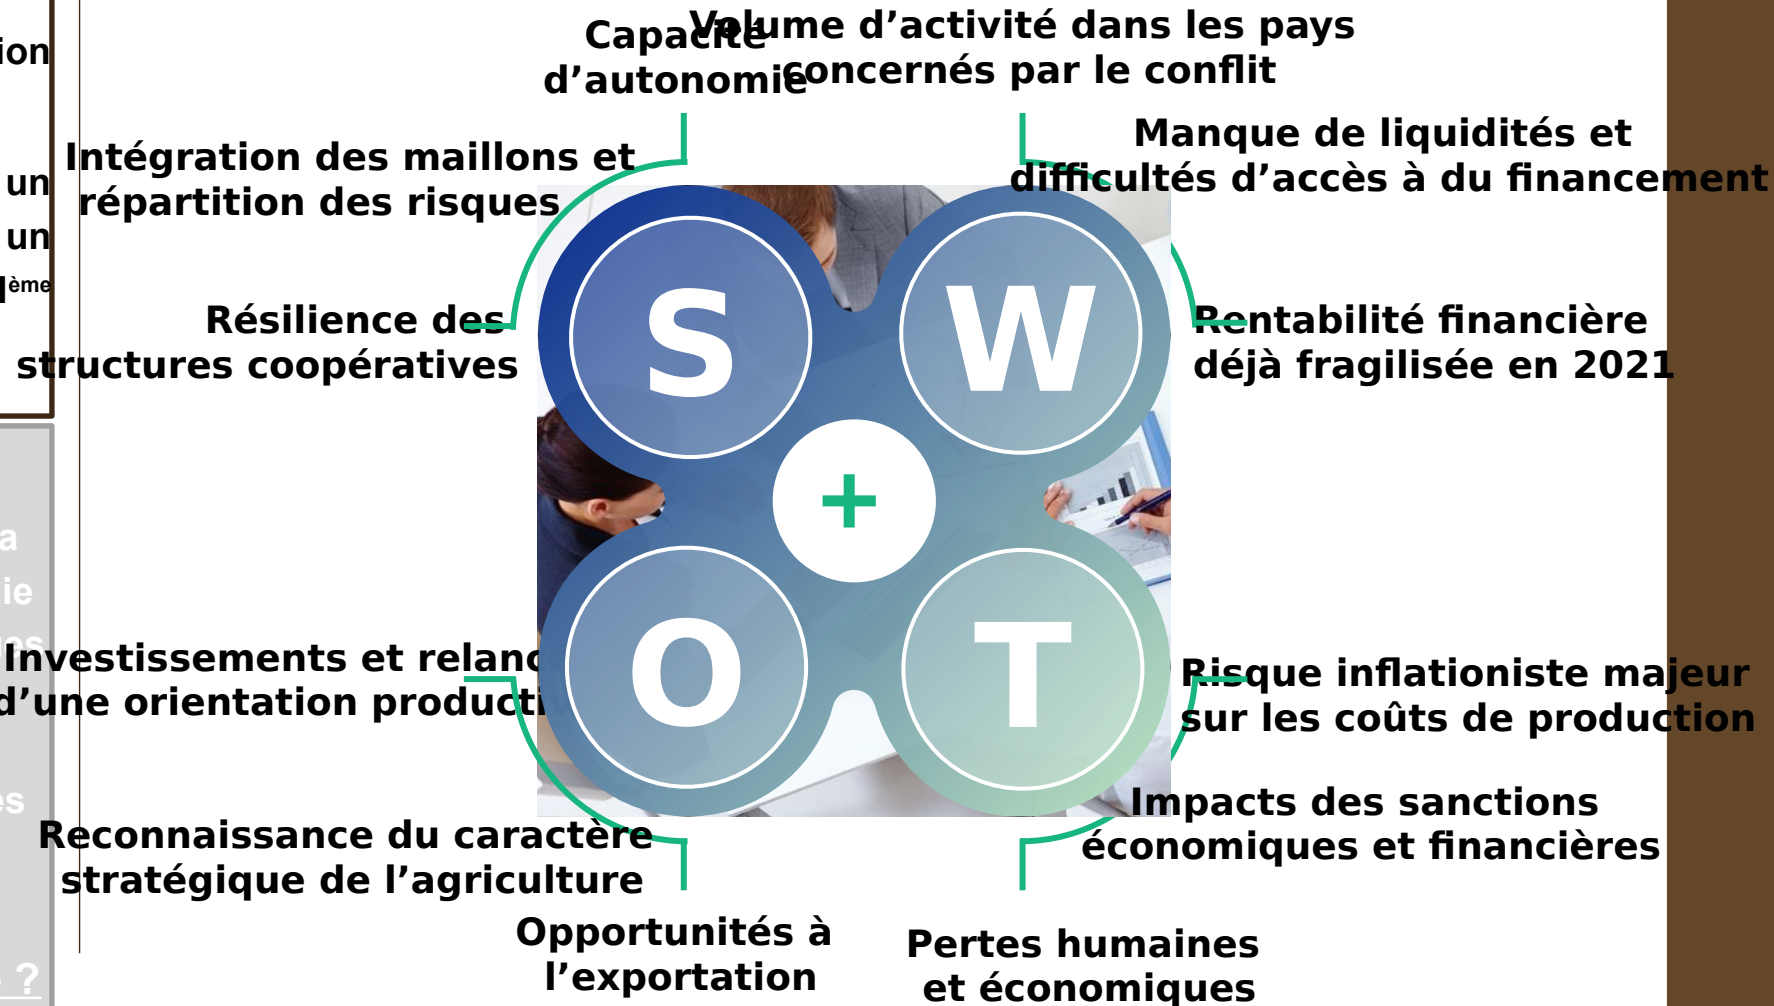 ion
un
un
ème
a
ie
es
?
Capacité
d’autonomie
Volume d’activité dans les pays
concernés par le conflit
Intégration des maillons et
répartition des risques
Manque de liquidités et
difficultés d’accès à du financement
Résilience des
structures coopératives
Rentabilité financière
déjà fragilisée en 2021
S
W
+
O
T
Investissements et
d’une orientation
Risque inflationiste majeur
sur les coûts de production
Reconnaissance du caractère
stratégique de l’agriculture
Impacts des sanctions
économiques et financières
Opportunités à
l’exportation
Pertes humaines
et économiques